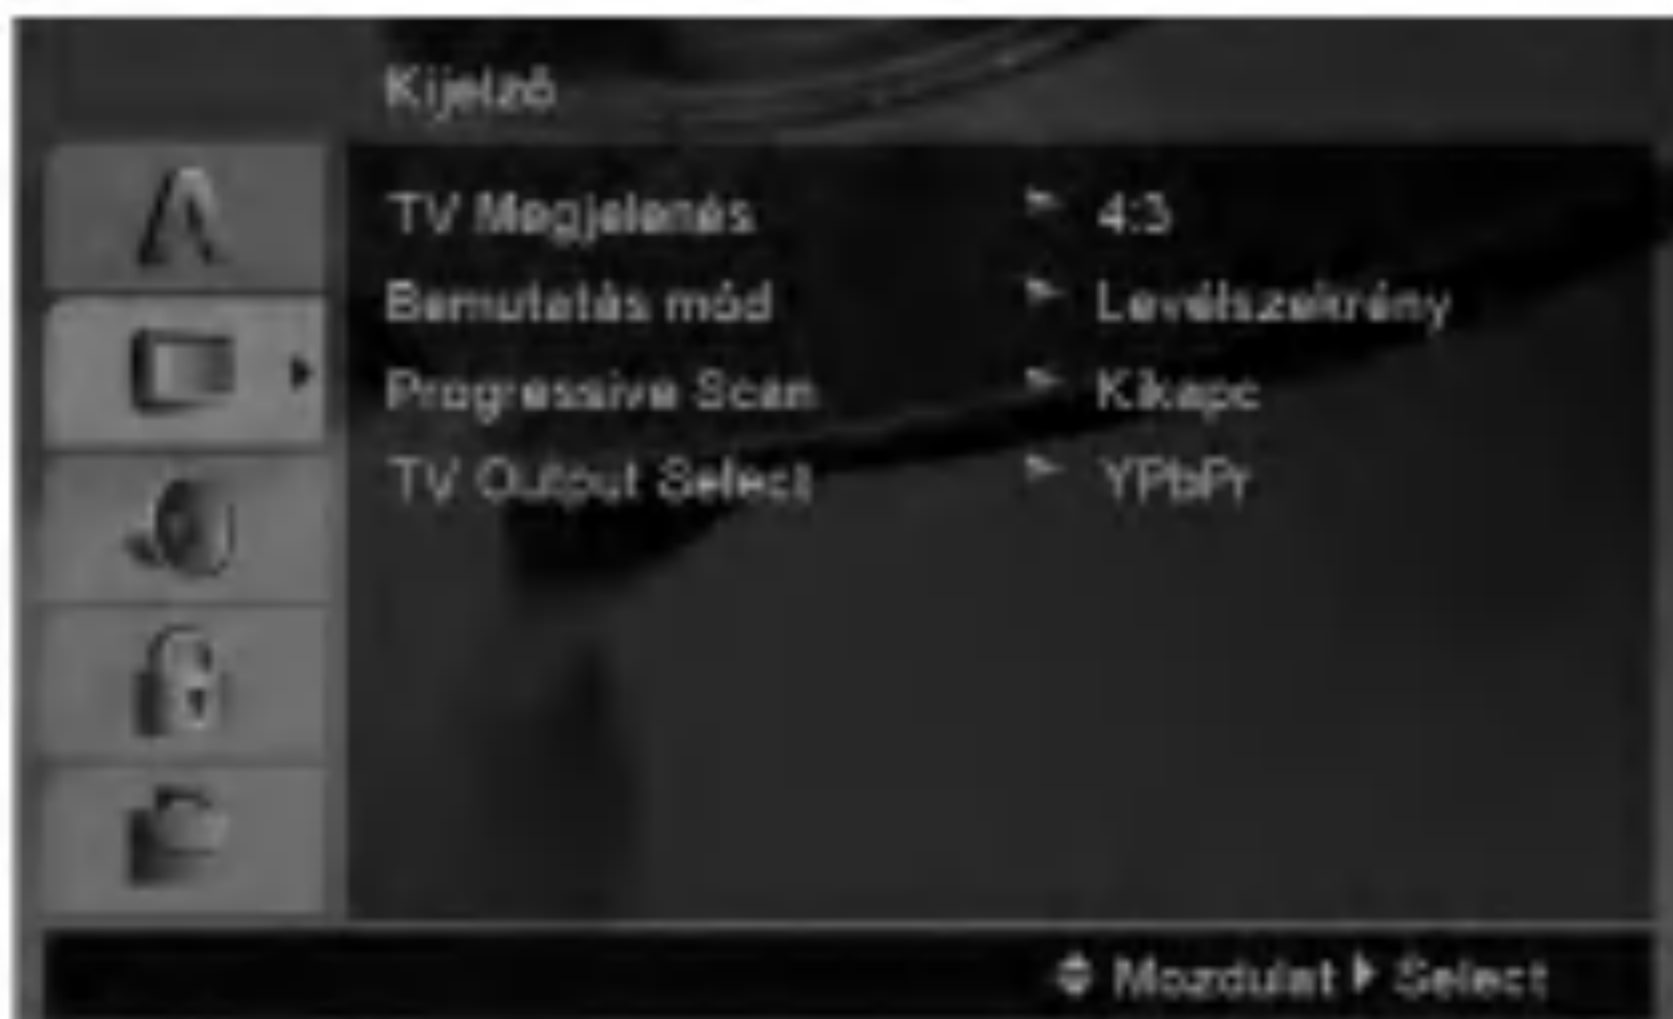 Kijelző
TV Megjelenés 4:3
Bemutatás mód Levélszekrény
Progressive Scan Kikapc
TV Output Select YPbPr
Mozdulat Select